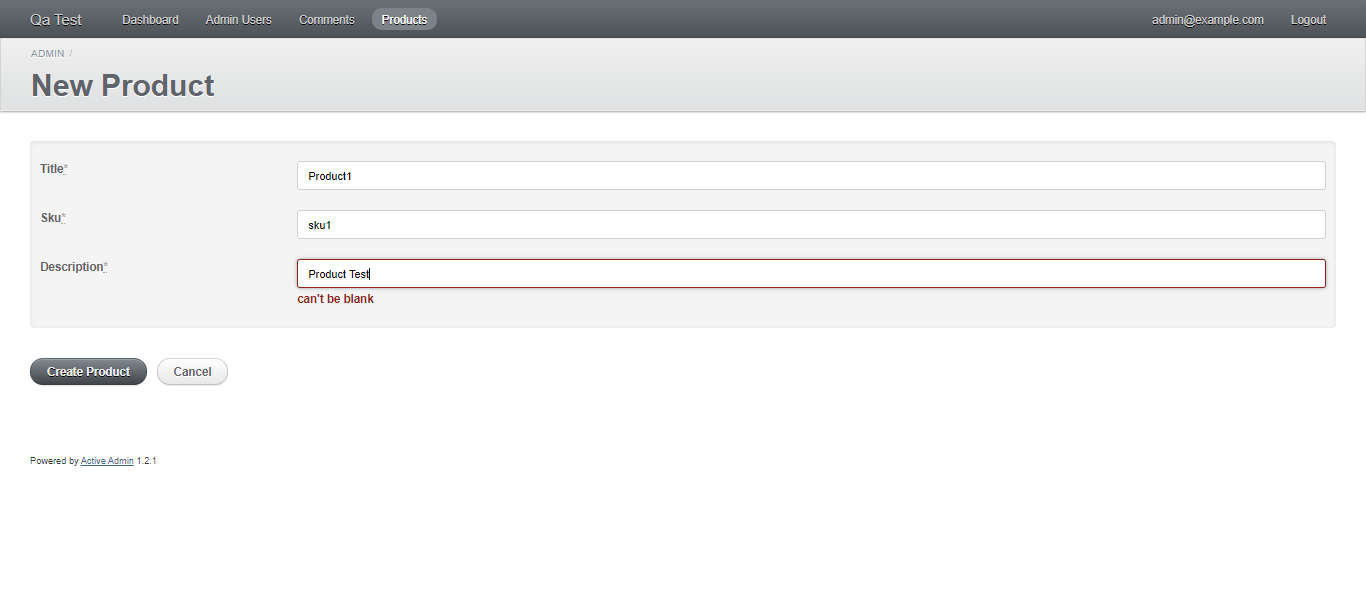 Qa Test Dashboard Admin Users Comments Products admin@example.com Logout
ADMIN /
New Product
Title* Product1
Sku* sku1
Description* Product Test
can't be blank
Create Product Cancel
Powered by Active Admin 1.2.1